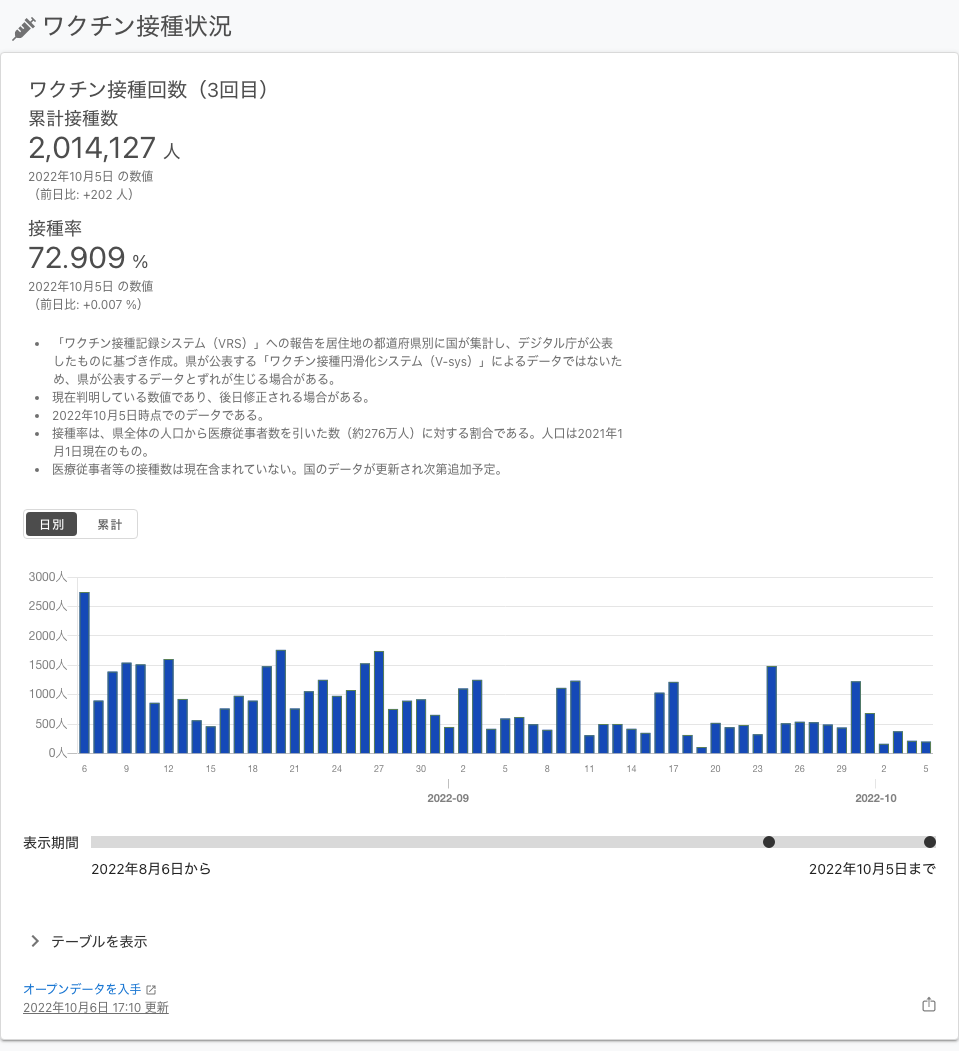 ワクチン接種状況
ワクチン接種回数（3回目）
累計接種数
2,014,127 人
2022年10月5日 の数値
（前日比: +202 人）
接種率
72.909 %
2022年10月5日 の数値
（前日比: +0.007 %）
• 「ワクチン接種記録システム（VRS）」への報告を居住地の都道府県別に国が集計し、デジタル庁が公表
したものに基づき作成。県が公表する「ワクチン接種円滑化システム（V-sys）」によるデータではないた
め、県が公表するデータとずれが生じる場合がある。
• 現在判明している数値であり、後日修正される場合がある。
• 2022年10月5日時点でのデータである。
• 接種率は、県全体の人口から医療従事者数を引いた数（約276万人）に対する割合である。人口は2021年1
月1日現在のもの。
• 医療従事者等の接種数は現在含まれていない。国のデータが更新され次第追加予定。
日別 累計
3000人
2500人
2000人
1500人
1000人
500人
0人
6 9 12 15 18 21 24 27 30 2 5 8 11 14 17 20 23 26 29 2 5
2022-09 2022-10
表示期間
2022年8月6日から 2022年10月5日まで
テーブルを表示
オープンデータを入手
2022年10月6日 17:10 更新